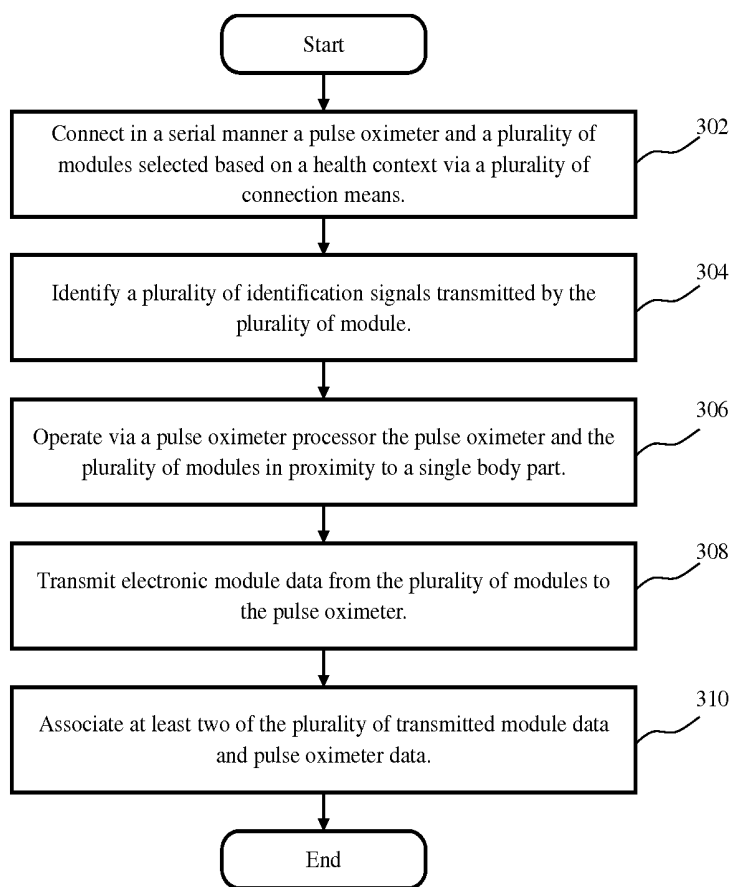 Start
Connect in a serial manner a pulse oximeter and a plurality of
modules selected based on a health context via a plurality of
connection means.
302
Identify a plurality of identification signals transmitted by the
plurality of module.
304
Operate via a pulse oximeter processor the pulse oximeter and the
plurality of modules in proximity to a single body part.
306
Transmit electronic module data from the plurality of modules to
the pulse oximeter.
308
Associate at least two of the plurality of transmitted module data
and pulse oximeter data.
310
End